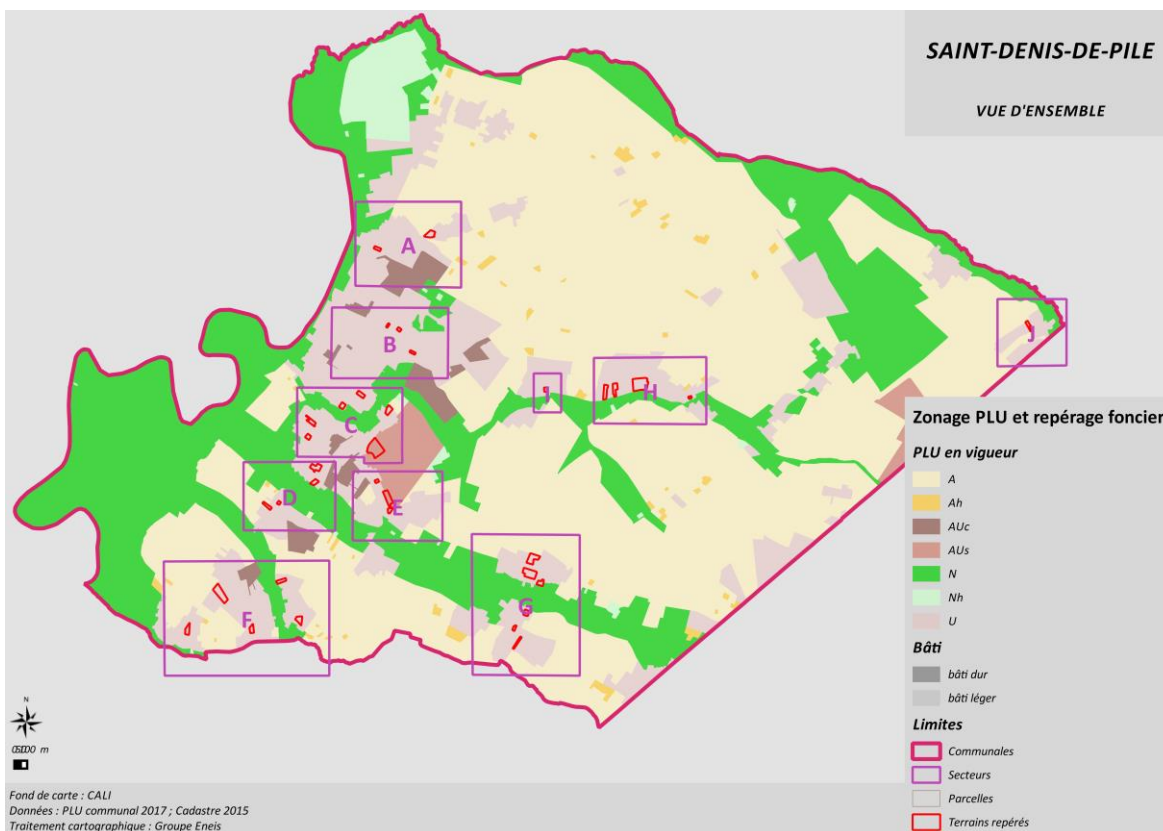 SAINT-DENIS-DE-PILE
VUE D'ENSEMBLE
A
B
C
D
E
F
G
H
I
J
Zonage PLU et repérage foncier
PLU en vigueur
A
Ah
AUc
AUs
N
Nh
U
Bâti
bâti dur
bâti léger
Limites
Communales
Secteurs
Parcelles
Terrains repérés
N
Fond de carte : CALI
Données : PLU communal 2017 ; Cadastre 2015
Traitement cartographique : Groupe Eneis